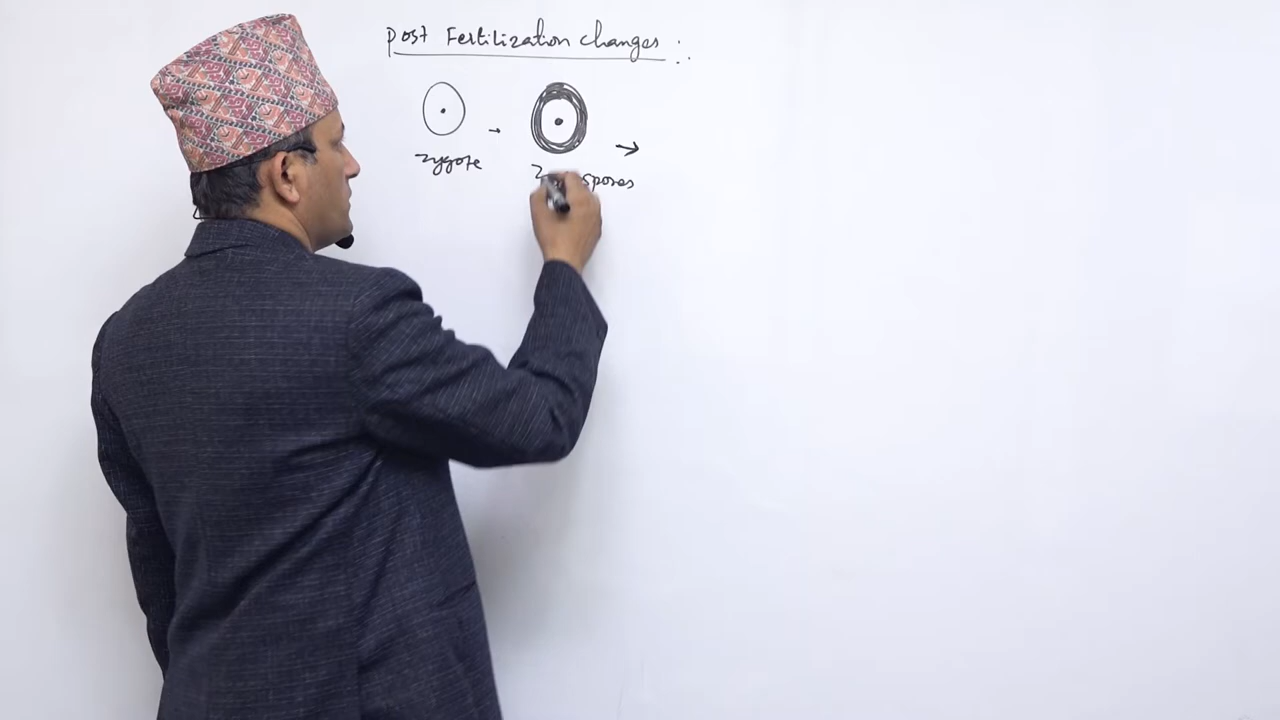 Post Fertilization changes :
zygote
spores